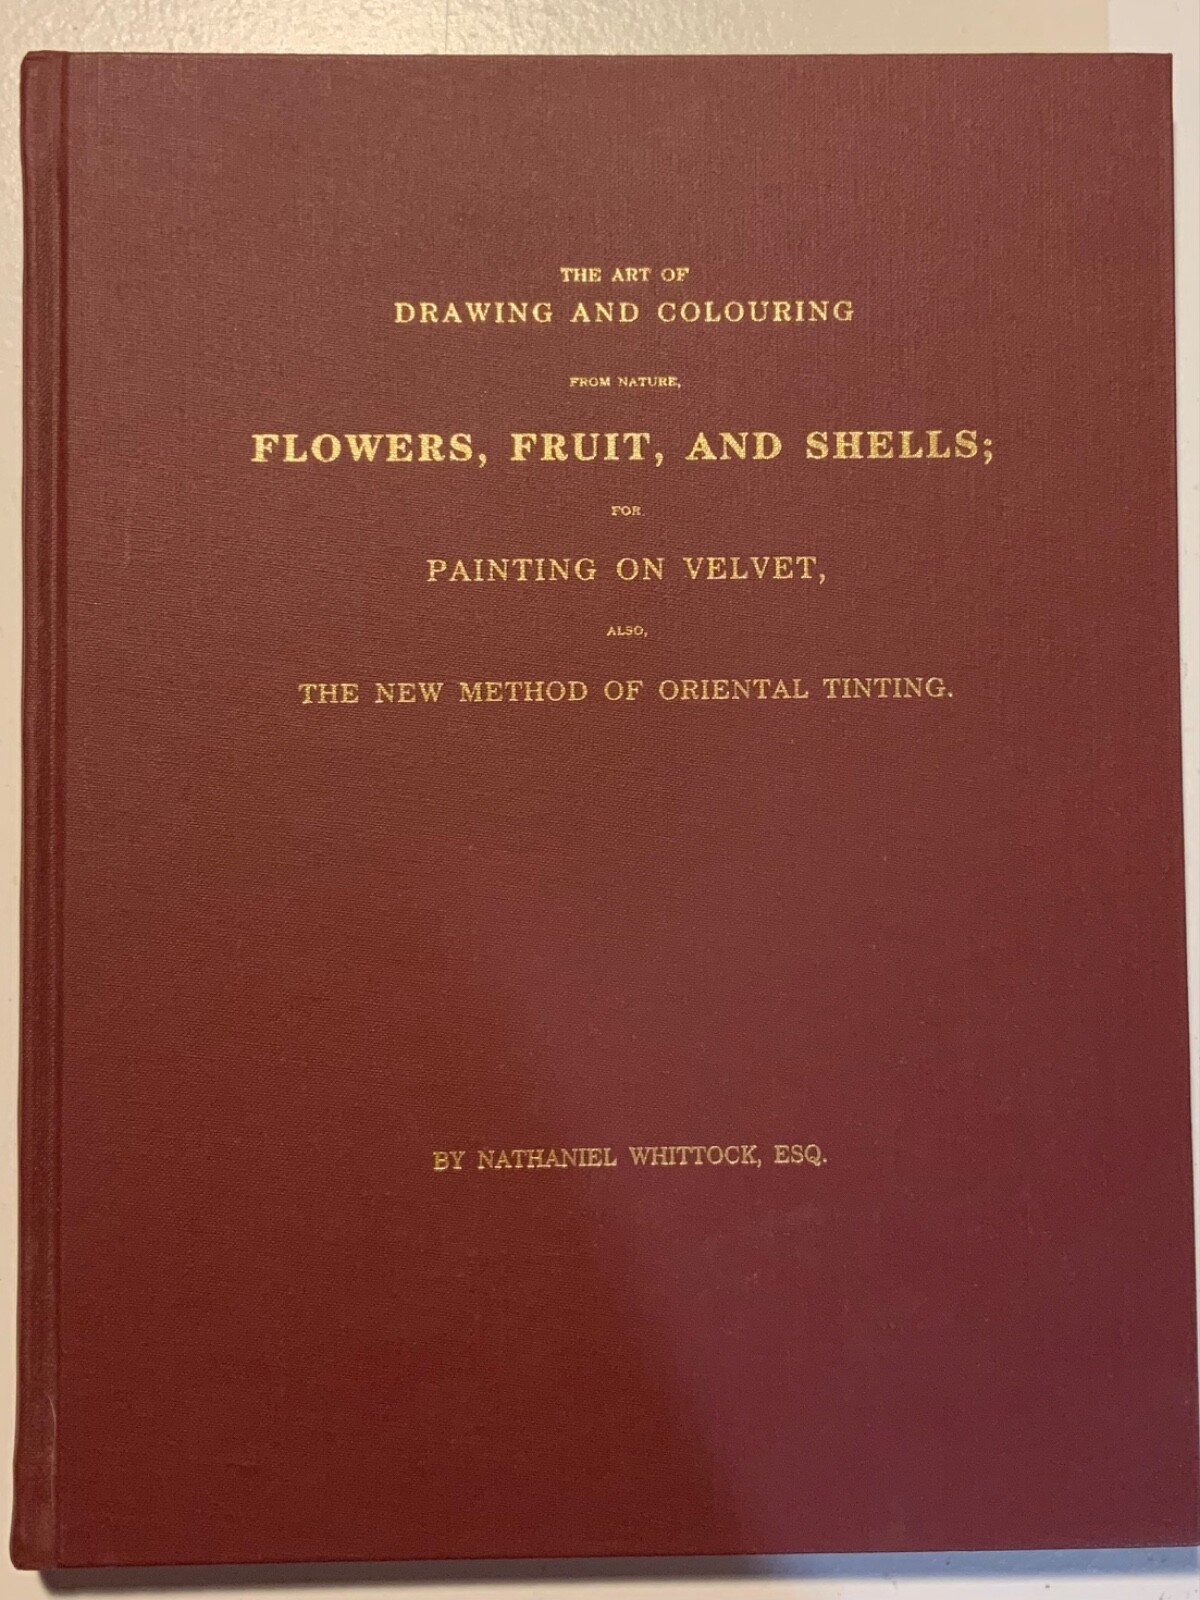 THE ART OF
DRAWING AND COLOURING
FROM NATURE,
FLOWERS, FRUIT, AND SHELLS;
FOR
PAINTING ON VELVET,
ALSO,
THE NEW METHOD OF ORIENTAL TINTING.
BY NATHANIEL WHITTOCK, ESQ.